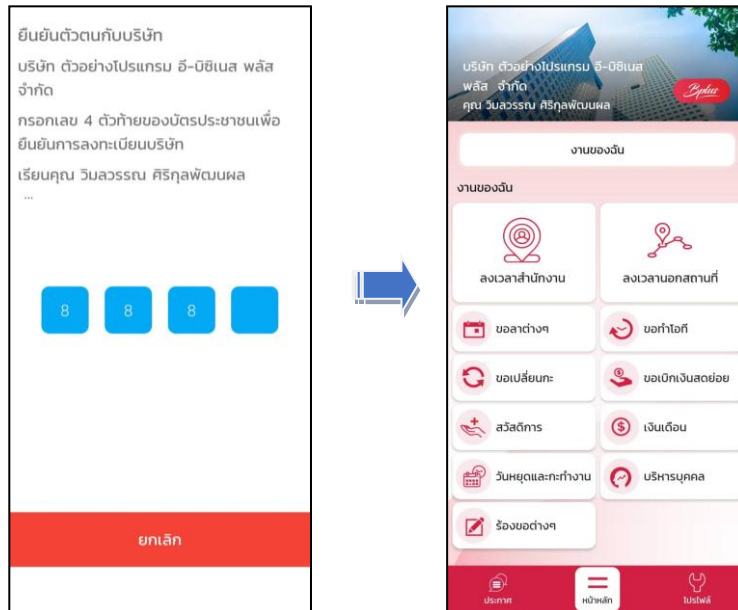 ยืนยันตัวตนกับบริษัท
บริษัท ตัวอย่างโปรแกรม อี-บิซิเนส พลัส
จำกัด
กรอกเลข 4 ตัวท้ายของบัตรประชาชนเพื่อ
ยืนยันการลงทะเบียนบริษัท
เรียนคุณ วิมลวรรณ ศิริกุลพัฒนผล
...
8 8 8
ยกเลิก
บริษัท ตัวอย่างโปรแกรม อี-บิซิเนส
พลัส จำกัด
คุณ วิมลวรรณ ศิริกุลพัฒนผล
Bplus
งานของฉัน
งานของฉัน
ลงเวลาสำนักงาน
ลงเวลานอกสถานที่
ขอลาต่างๆ
ขอทำโอที
ขอเปลี่ยนกะ
ขอเบิกเงินสดย่อย
สวัสดิการ
เงินเดือน
วันหยุดและกะทำงาน
บริหารบุคคล
ร้องขอต่างๆ
ประกาศ
หน้าหลัก
โปรไฟล์